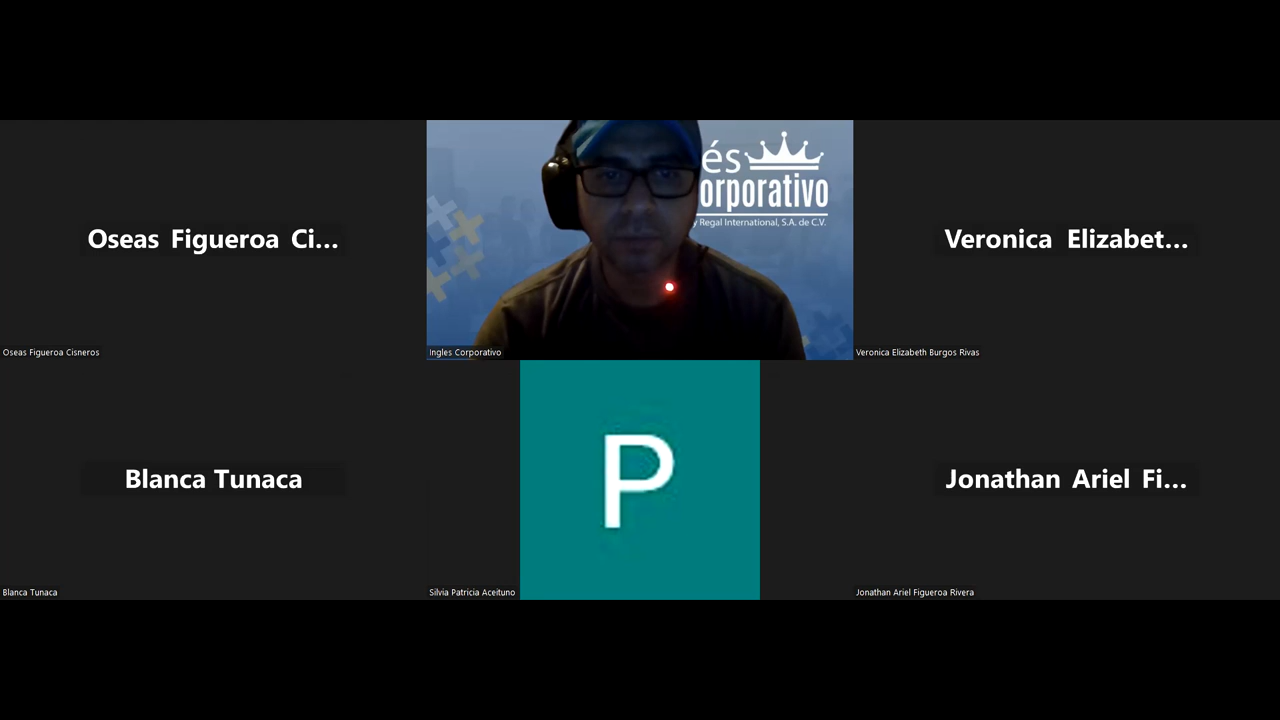 Oseas Figueroa Ci...
Oseas Figueroa Cisneros
és
orporativo
y Regal International, S.A. de C.V.
Ingles Corporativo
Veronica Elizabet...
Veronica Elizabeth Burgos Rivas
Blanca Tunaca
Blanca Tunaca
P
Silvia Patricia Aceituno
Jonathan Ariel Fi...
Jonathan Ariel Figueroa Rivera